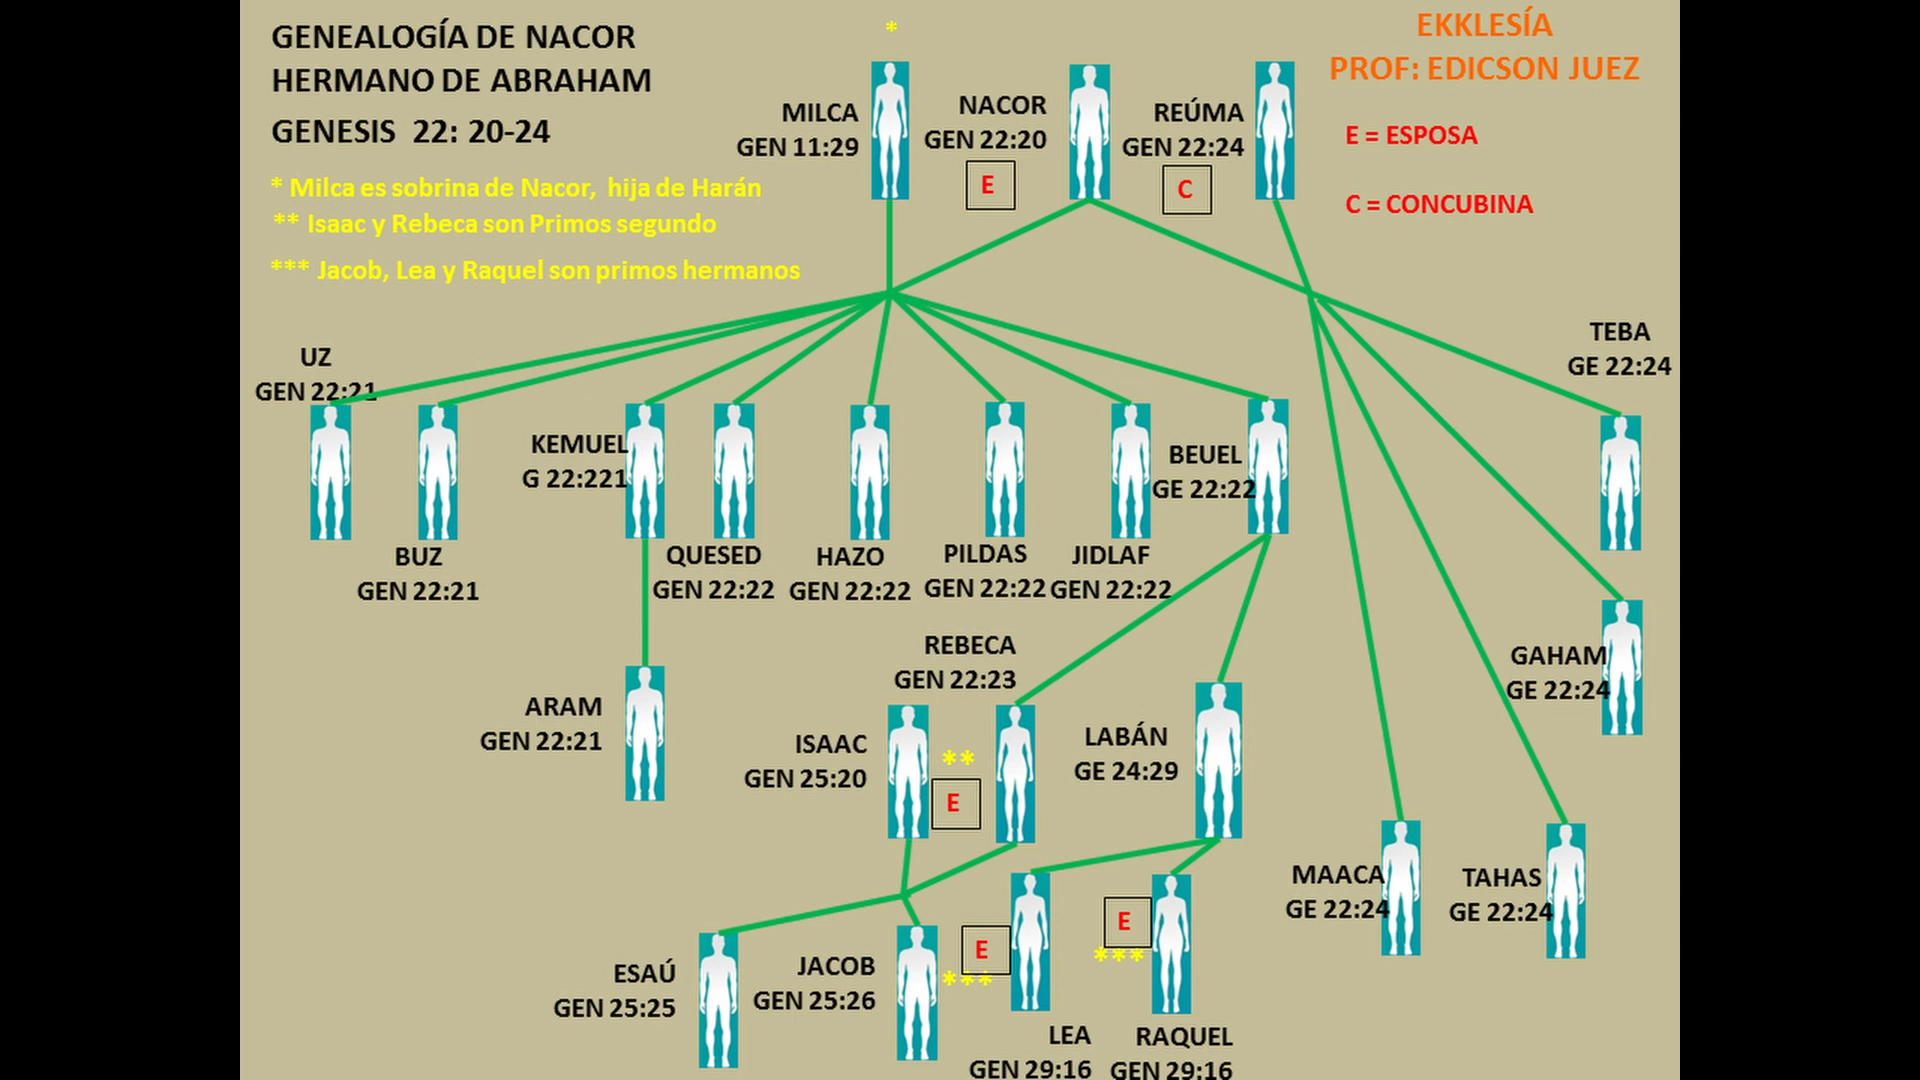 GENEALOGÍA DE NACOR
HERMANO DE ABRAHAM
GENESIS 22: 20-24
* Milca es sobrina de Nacor, hija de Harán
** Isaac y Rebeca son Primos segundo
*** Jacob, Lea y Raquel son primos hermanos
*
MILCA
GEN 11:29
NACOR
GEN 22:20
E
REÚMA
GEN 22:24
C
EKKLESÍA
PROF: EDICSON JUEZ
E = ESPOSA
C = CONCUBINA
UZ
GEN 22:21
BUZ
GEN 22:21
KEMUEL
G 22:221
QUESED
GEN 22:22
HAZO
GEN 22:22
PILDAS
GEN 22:22
JIDLAF
GEN 22:22
BEUEL
GE 22:22
TEBA
GE 22:24
GAHAM
GE 22:24
ARAM
GEN 22:21
REBECA
GEN 22:23
ISAAC
GEN 25:20
**
E
LABÁN
GE 24:29
MAACA
GE 22:24
TAHAS
GE 22:24
ESAÚ
GEN 25:25
JACOB
GEN 25:26
E
***
LEA
GEN 29:16
E
***
RAQUEL
GEN 29:16